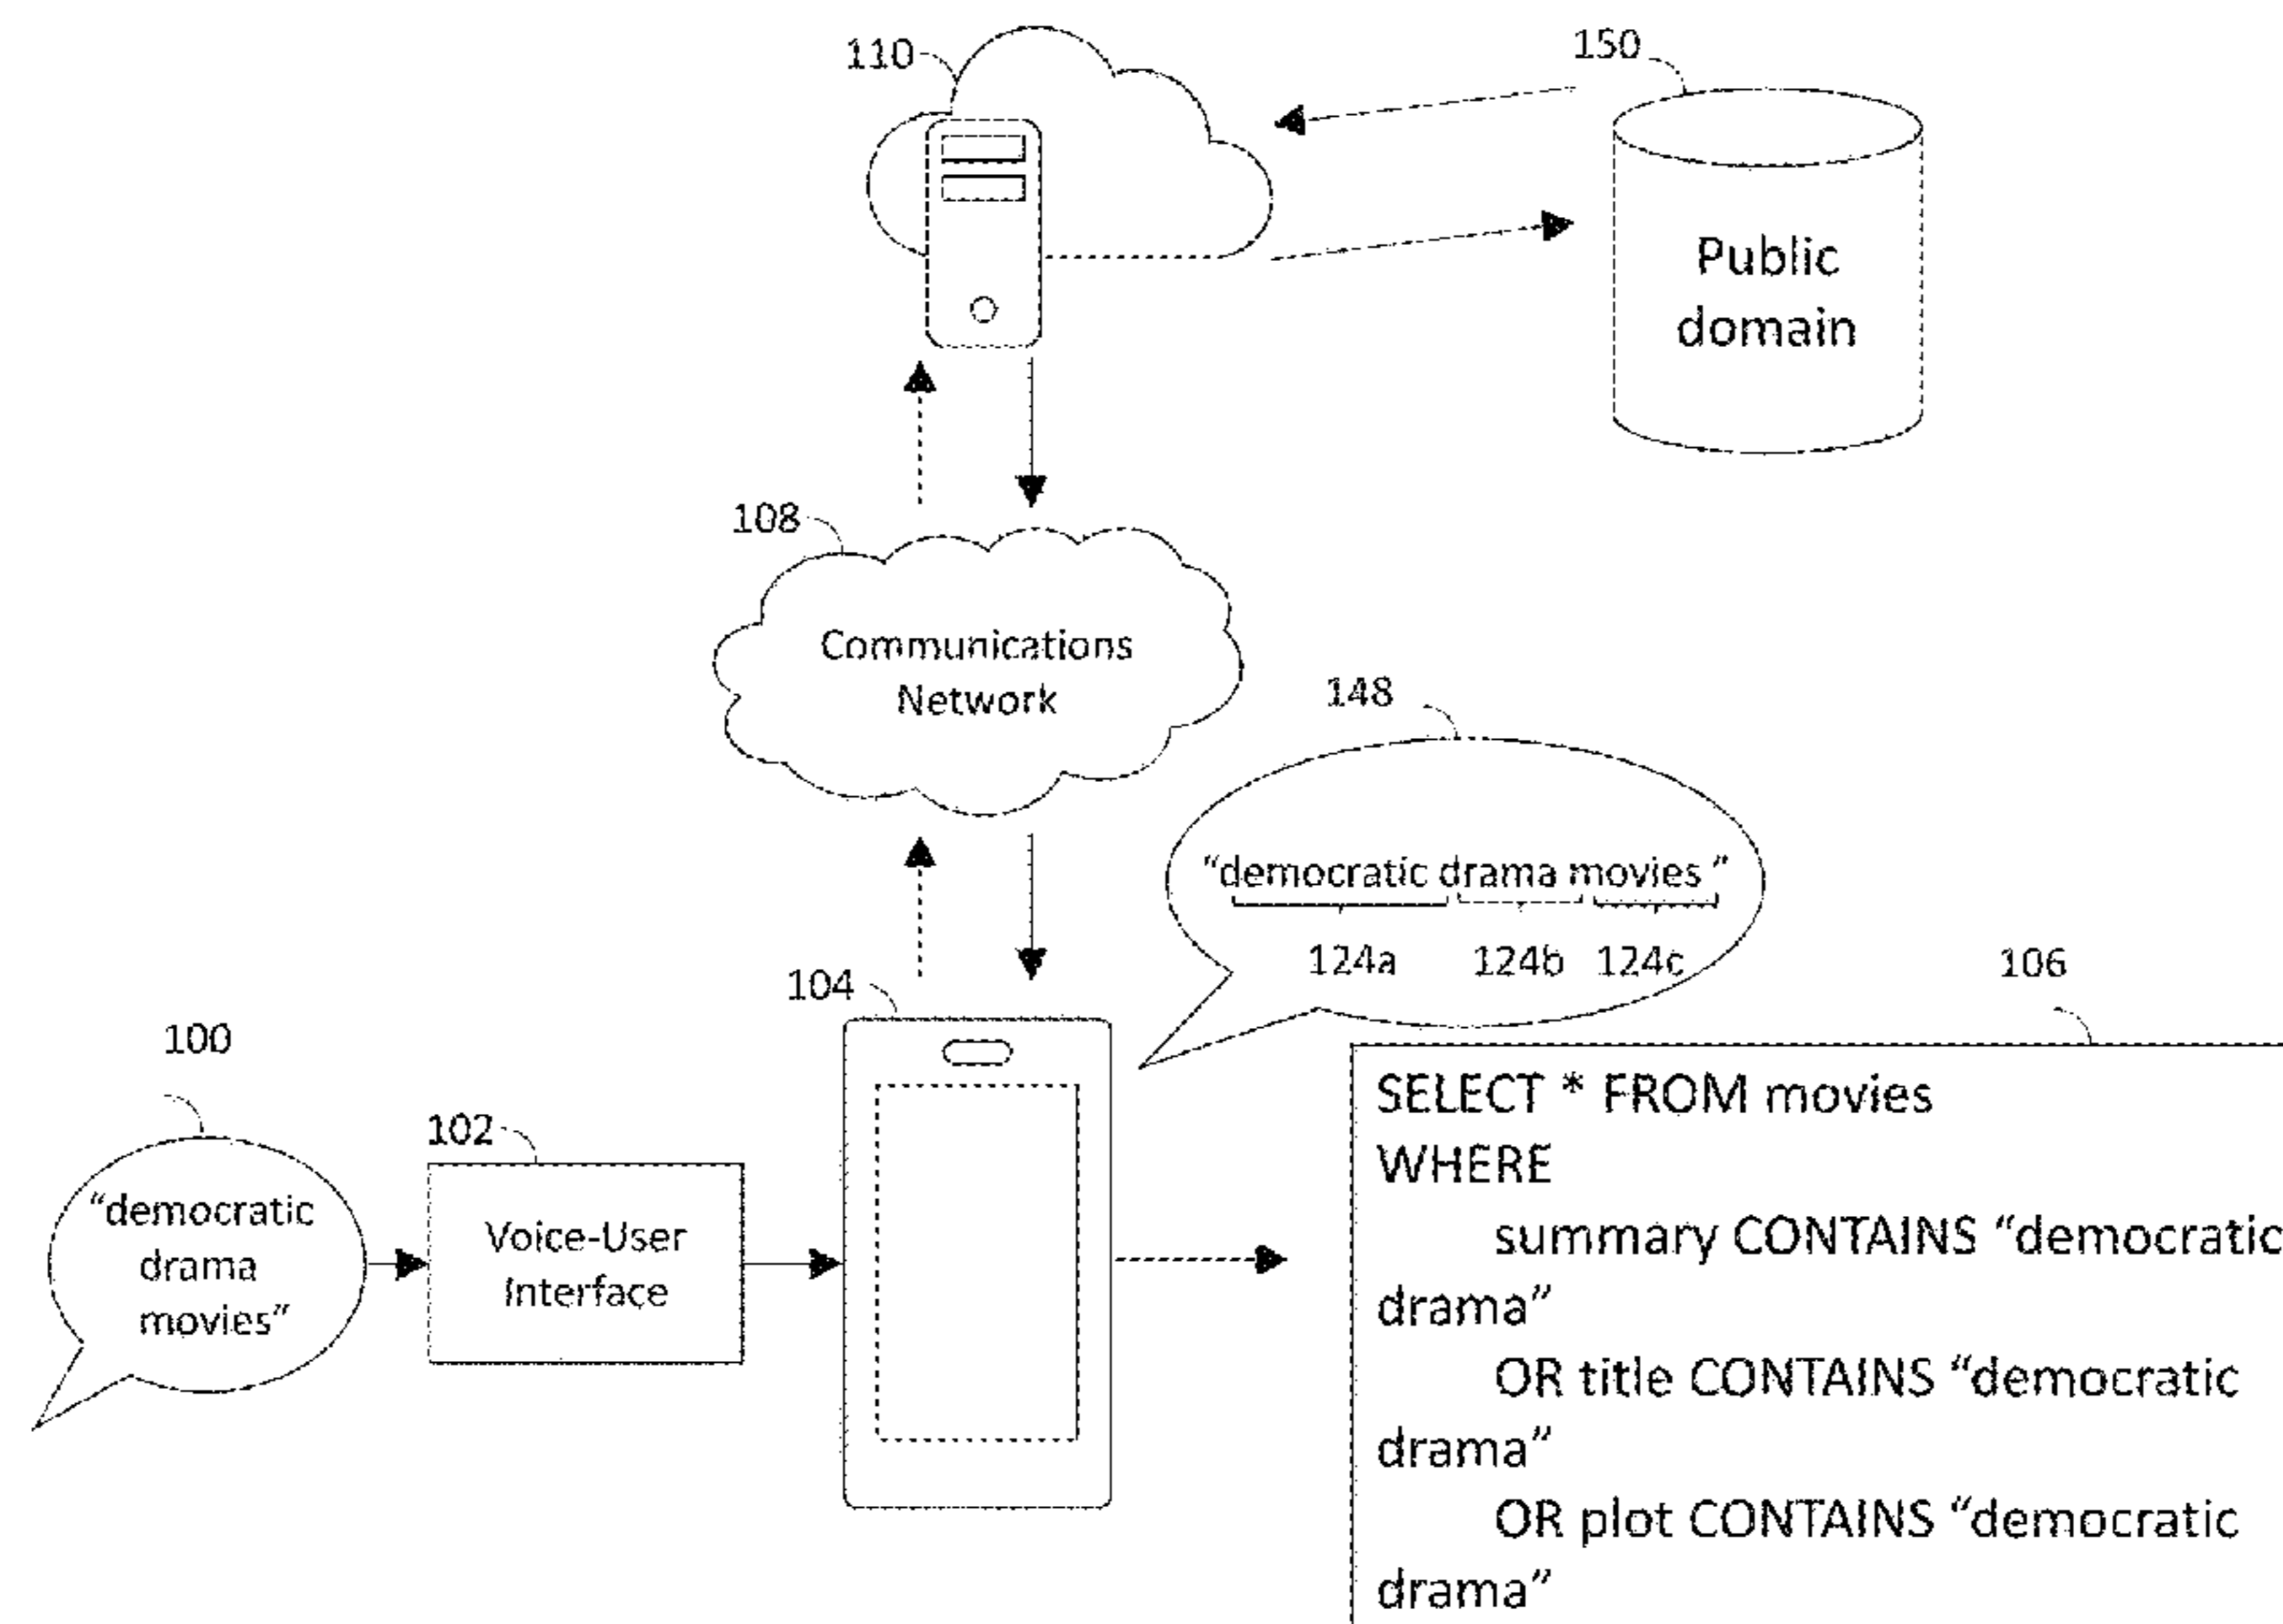 110
150
Public
domain
108
Communications
Network
148
"democratic drama movies "
124a 124b 124c
104
106
100
102
"democratic
drama
movies"
Voice-User
Interface
SELECT * FROM movies
WHERE
summary CONTAINS "democratic
drama"
OR title CONTAINS "democratic
drama"
OR plot CONTAINS "democratic
drama"